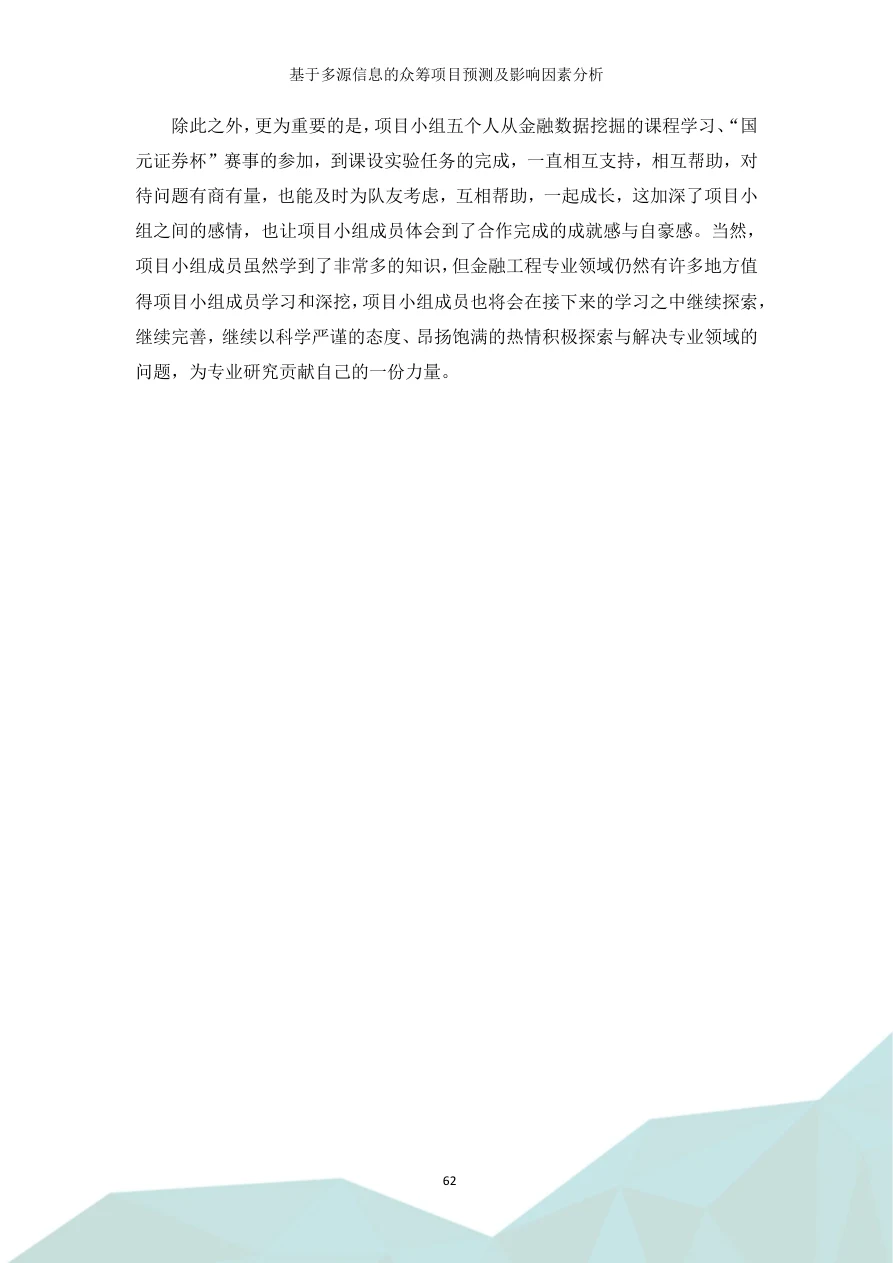 基于多源信息的众筹项目预测及影响因素分析
除此之外，更为重要的是，项目小组五个人从金融数据挖掘的课程学习、“国
元证券杯”赛事的参加，到课设实验任务的完成，一直相互支持，相互帮助，对
待问题有商有量，也能及时为队友考虑，互相帮助，一起成长，这加深了项目小
组之间的感情，也让项目小组成员体会到了合作完成的成就感与自豪感。当然，
项目小组成员虽然学到了非常多的知识，但金融工程专业领域仍然有许多地方值
得项目小组成员学习和深挖，项目小组成员也将会在接下来的学习之中继续探索，
继续完善，继续以科学严谨的态度、昂扬饱满的热情积极探索与解决专业领域的
问题，为专业研究贡献自己的一份力量。
62